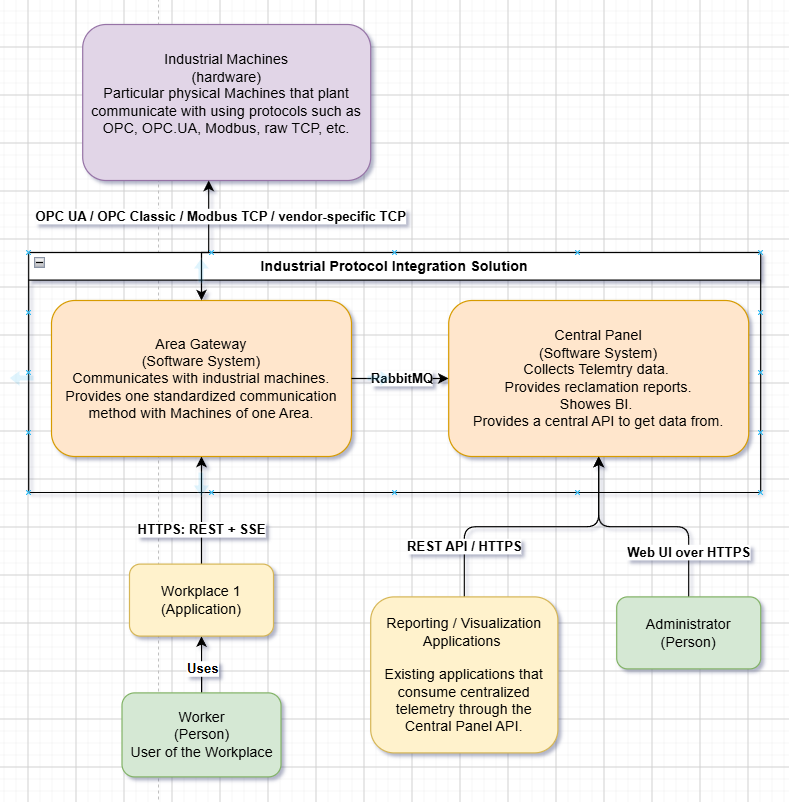 Industrial Machines
(hardware)
Particular physical Machines that plant
communicate with using protocols such as
OPC, OPC.UA, Modbus, raw TCP, etc.
OPC UA / OPC Classic / Modbus TCP / vendor-specific TCP
Industrial Protocol Integration Solution
Area Gateway
(Software System)
Communicates with industrial machines.
Provides one standardized communication
method with Machines of one Area.
RabbitMQ
Central Panel
(Software System)
Collects Telemtry data.
Provides reclamation reports.
Showes BI.
Provides a central API to get data from.
HTTPS: REST + SSE
REST API / HTTPS
Web UI over HTTPS
Workplace 1
(Application)
Uses
Worker
(Person)
User of the Workplace
Reporting / Visualization
Applications
Existing applications that
consume centralized
telemetry through the
Central Panel API.
Administrator
(Person)